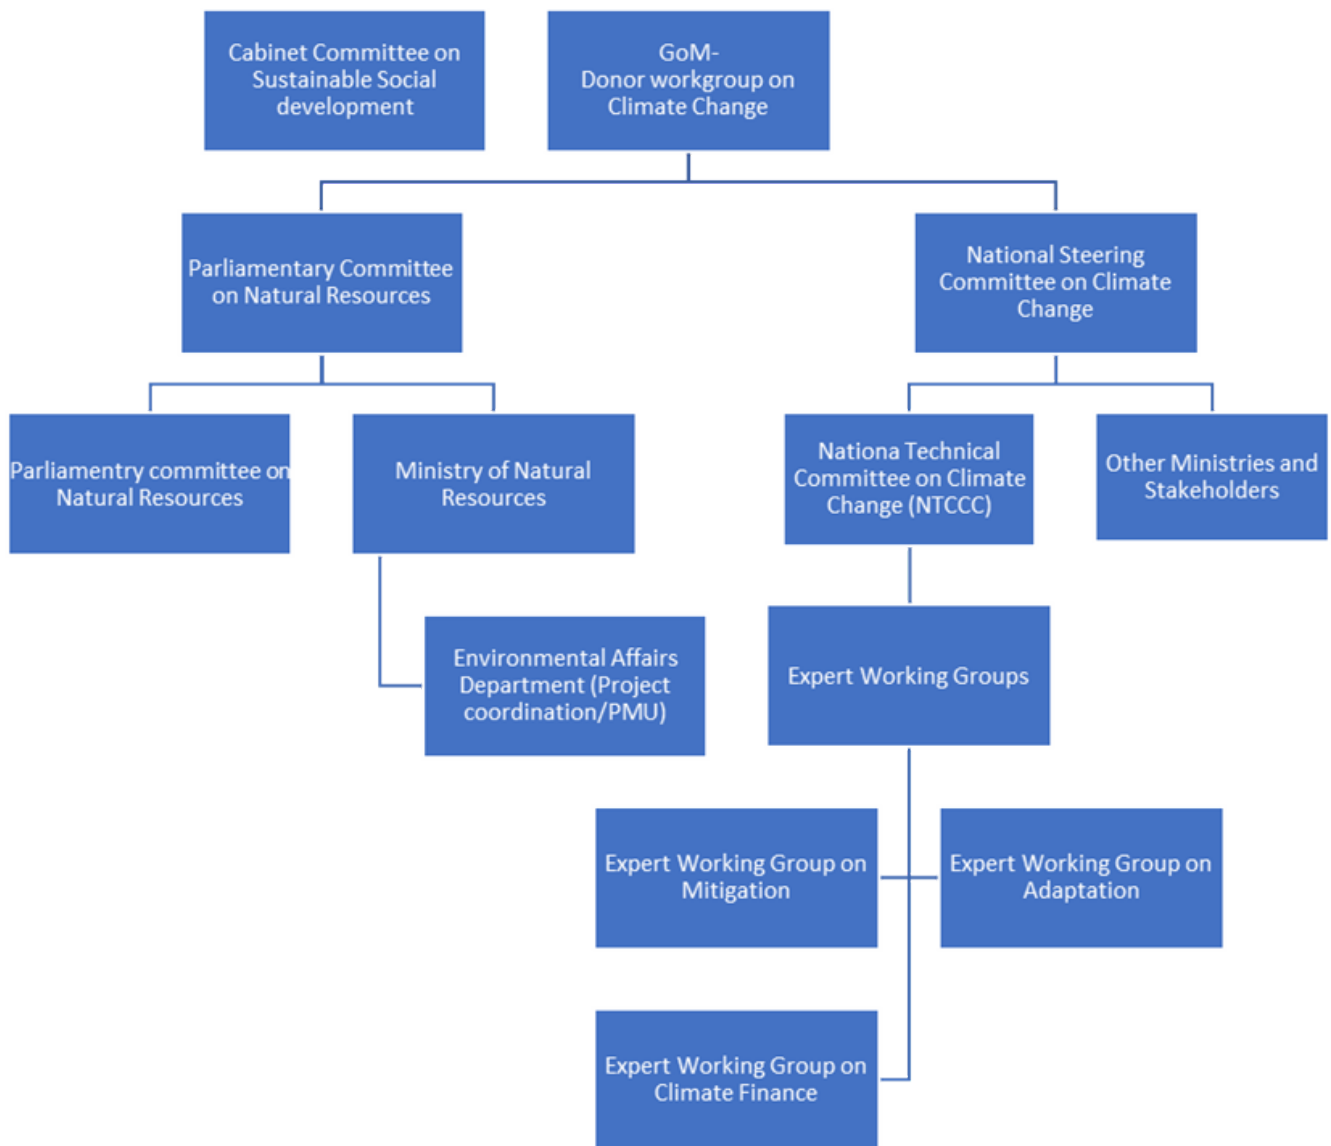 Cabinet Committee on
Sustainable Social
development
GoM-
Donor workgroup on
Climate Change
Parliamentary Committee
on Natural Resources
National Steering
Committee on Climate
Change
Parliamentry committee on
Natural Resources
Ministry of Natural
Resources
Nationa Technical
Committee on Climate
Change (NTCCC)
Other Ministries and
Stakeholders
Environmental Affairs
Department (Project
coordination/PMU)
Expert Working Groups
Expert Working Group on
Mitigation
Expert Working Group on
Adaptation
Expert Working Group on
Climate Finance